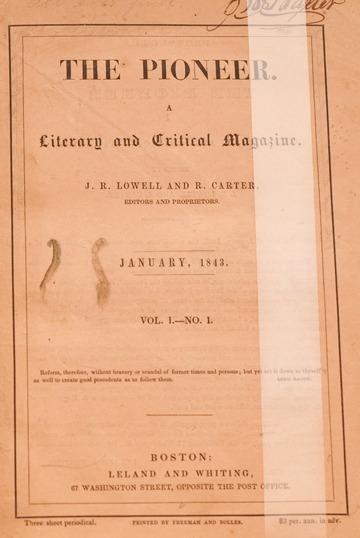 THE PIONEER.
A
Literary and Critical Magazine.
J. R. LOWELL AND R. CARTER,
EDITORS AND PROPRIETORS.
JANUARY, 1843.
VOL. I.—NO. I.
Reform, therefore, without bravery or scandal of former times and persons; but yet set it down to thyself
as well to create good precedents as to follow them. LORD BACON.
BOSTON:
LELAND AND WHITING,
67 WASHINGTON STREET, OPPOSITE THE POST OFFICE.
Three sheet periodical. PRINTED BY FREEMAN AND BOLLES. $3 per. ann. in adv.